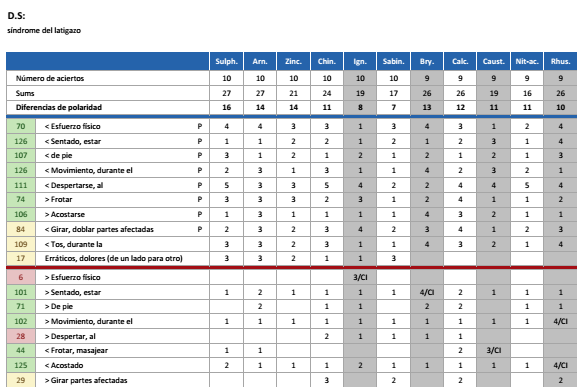 D.S:
síndrome del latigazo
Sulph. Arn. Zinc. Chin. Ign. Sabin. Bry. Calc. Caust. Nit-ac. Rhus.
Número de aciertos 10 10 10 10 10 10 9 9 9 9 9
Sums 27 27 21 24 19 17 26 26 19 16 26
Diferencias de polaridad 16 14 14 11 8 7 13 12 11 11 10
70 < Esfuerzo físico P 4 4 3 3 1 3 4 3 1 2 4
126 < Sentado, estar P 1 1 2 2 1 2 1 2 3 1 4
107 < de pie P 3 1 2 1 2 1 2 1 2 1 3
126 < Movimiento, durante el P 2 3 1 3 1 1 4 2 3 2 1
111 < Despertarse, al P 5 3 3 5 4 2 2 4 4 5 4
74 > Frotar P 3 3 3 2 3 1 2 4 1 1 2
106 > Acostarse P 1 3 1 1 1 1 4 3 2 1 1
84 < Girar, doblar partes afectadas P 2 3 2 3 4 2 3 4 1 2 3
109 < Tos, durante la 3 3 2 3 1 1 4 3 2 1 4
17 Erráticos, dolores (de un lado para otro) 3 3 2 1 1 3
6 > Esfuerzo físico 3/CI
101 > Sentado, estar 1 2 1 1 1 1 4/CI 2 1 1 1
71 > De pie 2 1 1 2 2 1 1
102 > Movimiento, durante el 1 1 1 1 1 1 1 1 1 1 4/CI
28 > Despertar, al 2 1 1 1 1
44 < Frotar, masajear 1 1 2 3/CI
125 < Acostado 2 1 1 1 2 1 1 1 1 1 4/CI
29 > Girar partes afectadas 3 2 2 2